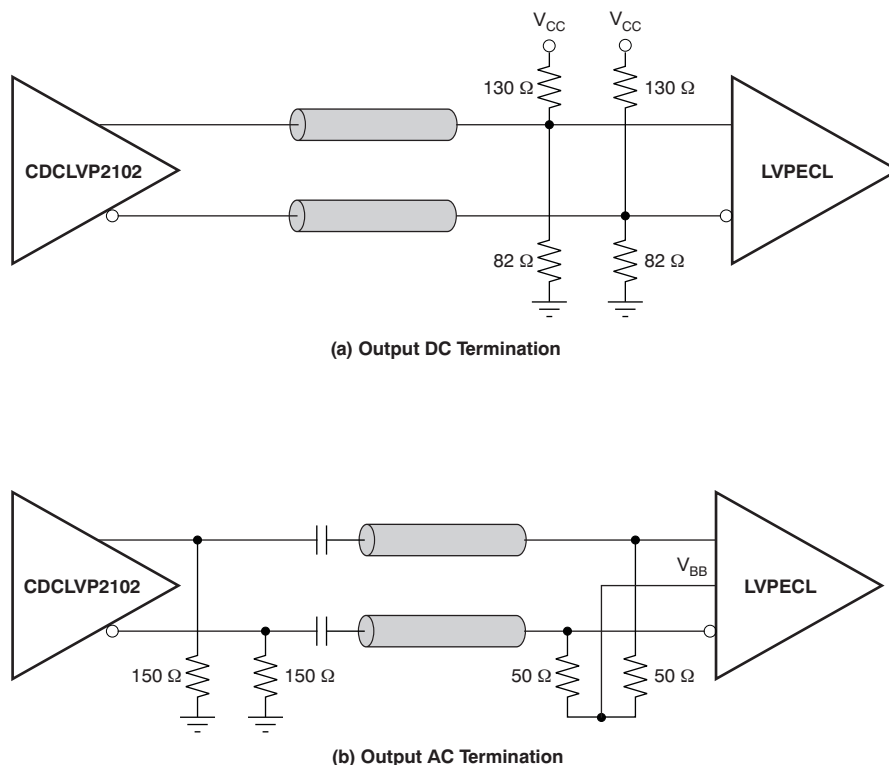 V_CC V_CC
130 Ω 130 Ω
CDCLVP2102 LVPECL
82 Ω 82 Ω
(a) Output DC Termination
V_BB
CDCLVP2102 LVPECL
150 Ω 150 Ω 50 Ω 50 Ω
(b) Output AC Termination